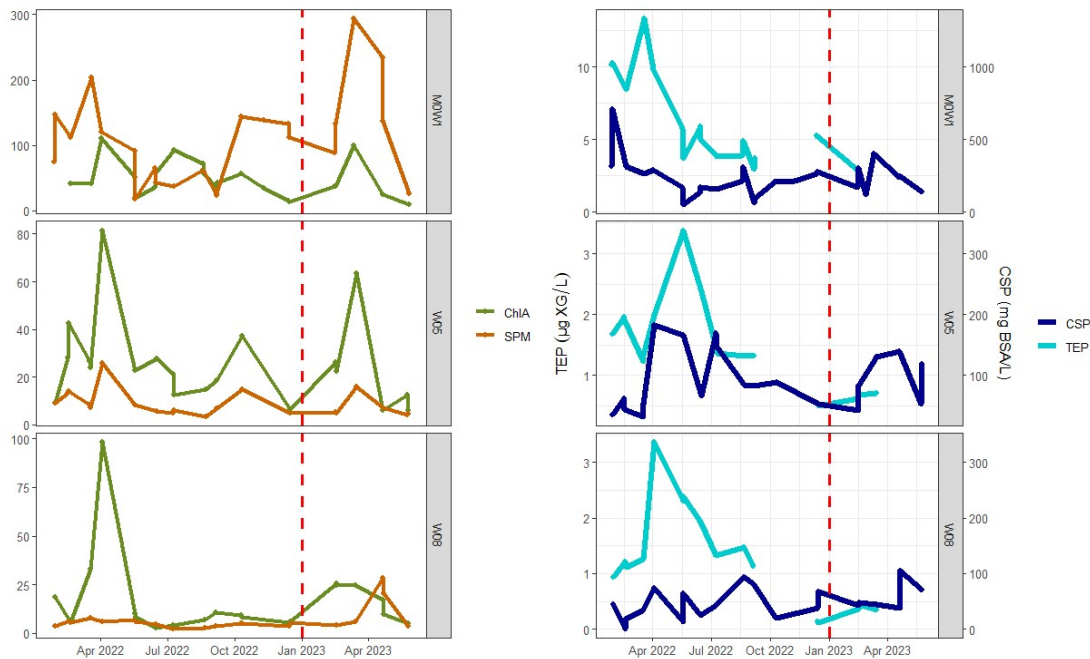 300
200
100
0
MOW1
80
60
40
20
0
W05
100
75
50
25
0
W08
Apr 2022
Jul 2022
Oct 2022
Jan 2023
Apr 2023
ChlA
SPM
TEP (µg XG/L)
10
5
0
1000
500
0
MOW1
3
2
1
300
200
100
0
W05
3
2
1
0
300
200
100
0
W08
Apr 2022
Jul 2022
Oct 2022
Jan 2023
Apr 2023
CSP (mg BSA/L)
CSP
TEP